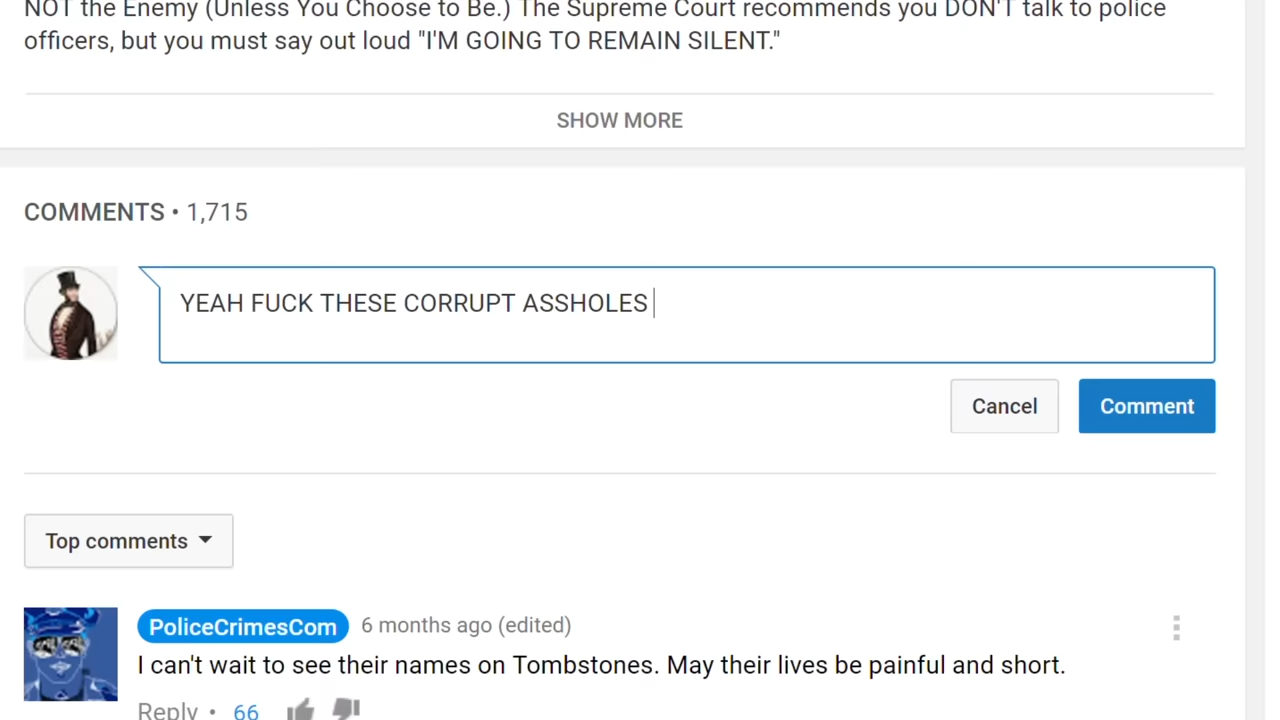 NOT the Enemy (Unless You Choose to Be.) The Supreme Court recommends you DON'T talk to police
officers, but you must say out loud "I'M GOING TO REMAIN SILENT."
SHOW MORE
COMMENTS • 1,715
YEAH FUCK THESE CORRUPT ASSHOLES
Cancel
Comment
Top comments
PoliceCrimesCom 6 months ago (edited)
I can't wait to see their names on Tombstones. May their lives be painful and short.
Reply • 66